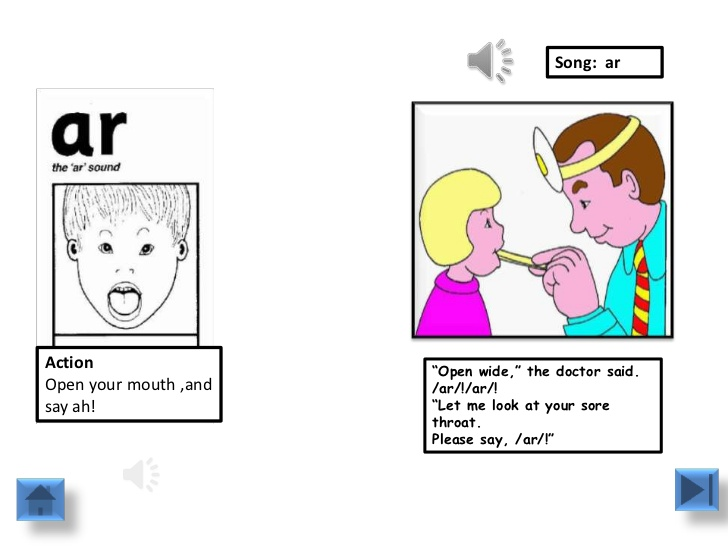 Song: ar
ar
the 'ar' sound
Action
Open your mouth ,and
say ah!
“Open wide,” the doctor said.
/ar/!/ar/!
“Let me look at your sore
throat.
Please say, /ar/!”